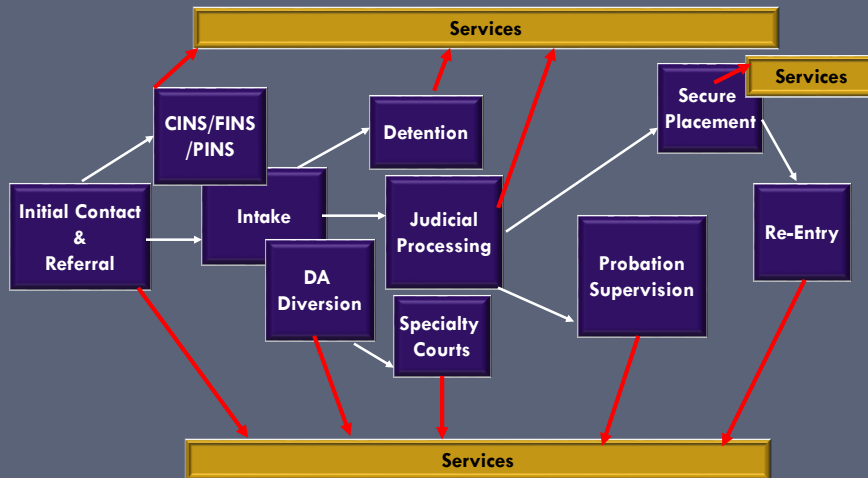 Services
Services
CINS/FINS
/PINS
Detention
Secure
Placement
Initial Contact
&
Referral
Intake
Judicial
Processing
Re-Entry
DA
Diversion
Probation
Supervision
Specialty
Courts
Services